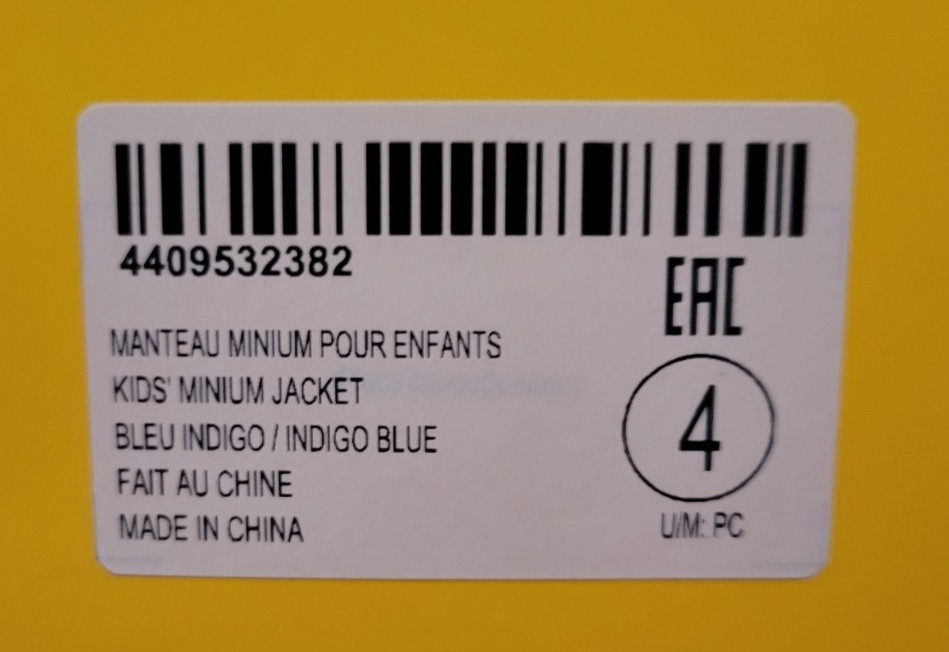 4409532382
EAC
MANTEAU MINIUM POUR ENFANTS
KIDS' MINIUM JACKET
BLEU INDIGO / INDIGO BLUE
FAIT AU CHINE
MADE IN CHINA
4
U/M: PC